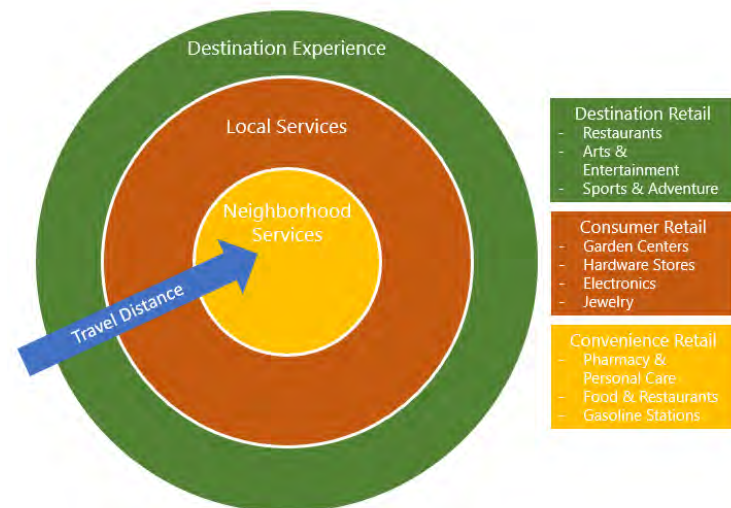 Destination Experience
Local Services
Neighborhood
Services
Travel Distance
Destination Retail
- Restaurants
- Arts &
Entertainment
- Sports & Adventure
Consumer Retail
- Garden Centers
- Hardware Stores
- Electronics
- Jewelry
Convenience Retail
- Pharmacy &
Personal Care
- Food & Restaurants
- Gasoline Stations